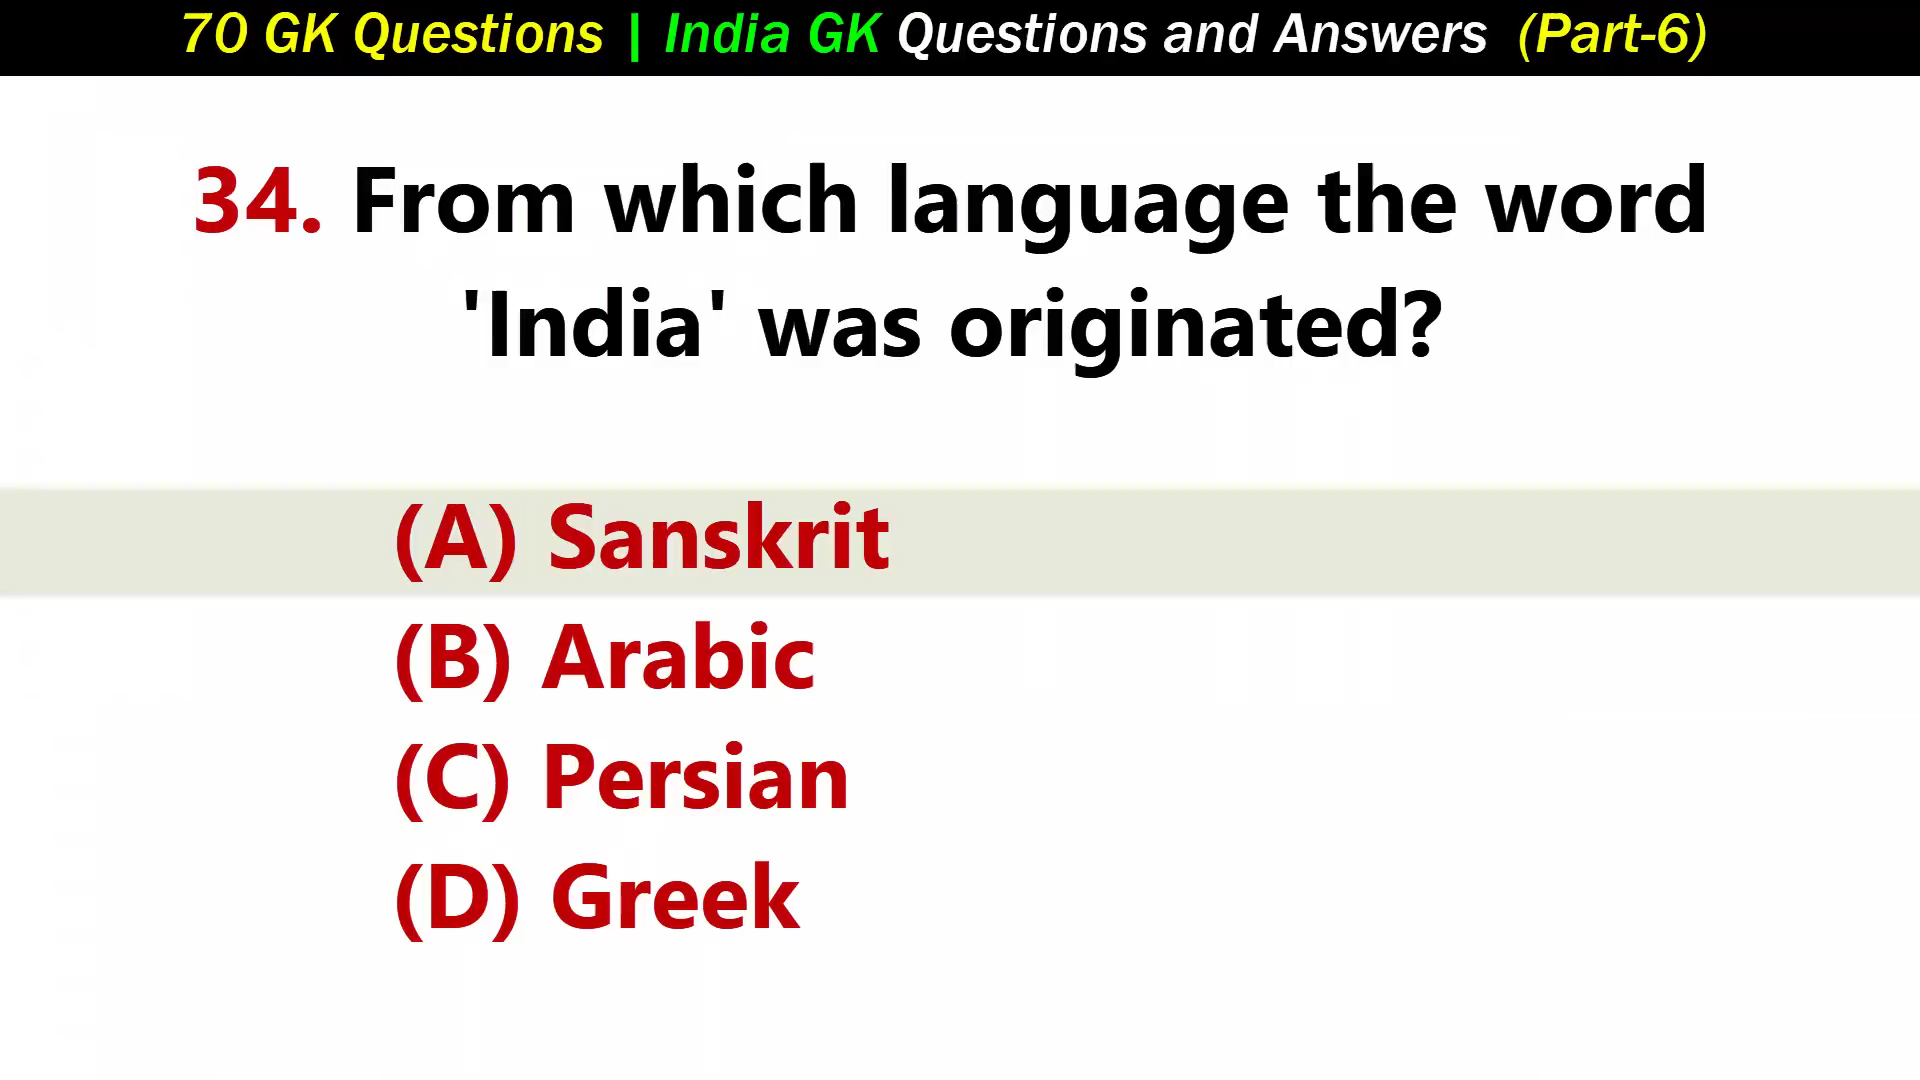 70 GK Questions | India GK Questions and Answers (Part-6)
34. From which language the word
'India' was originated?
(A) Sanskrit
(B) Arabic
(C) Persian
(D) Greek